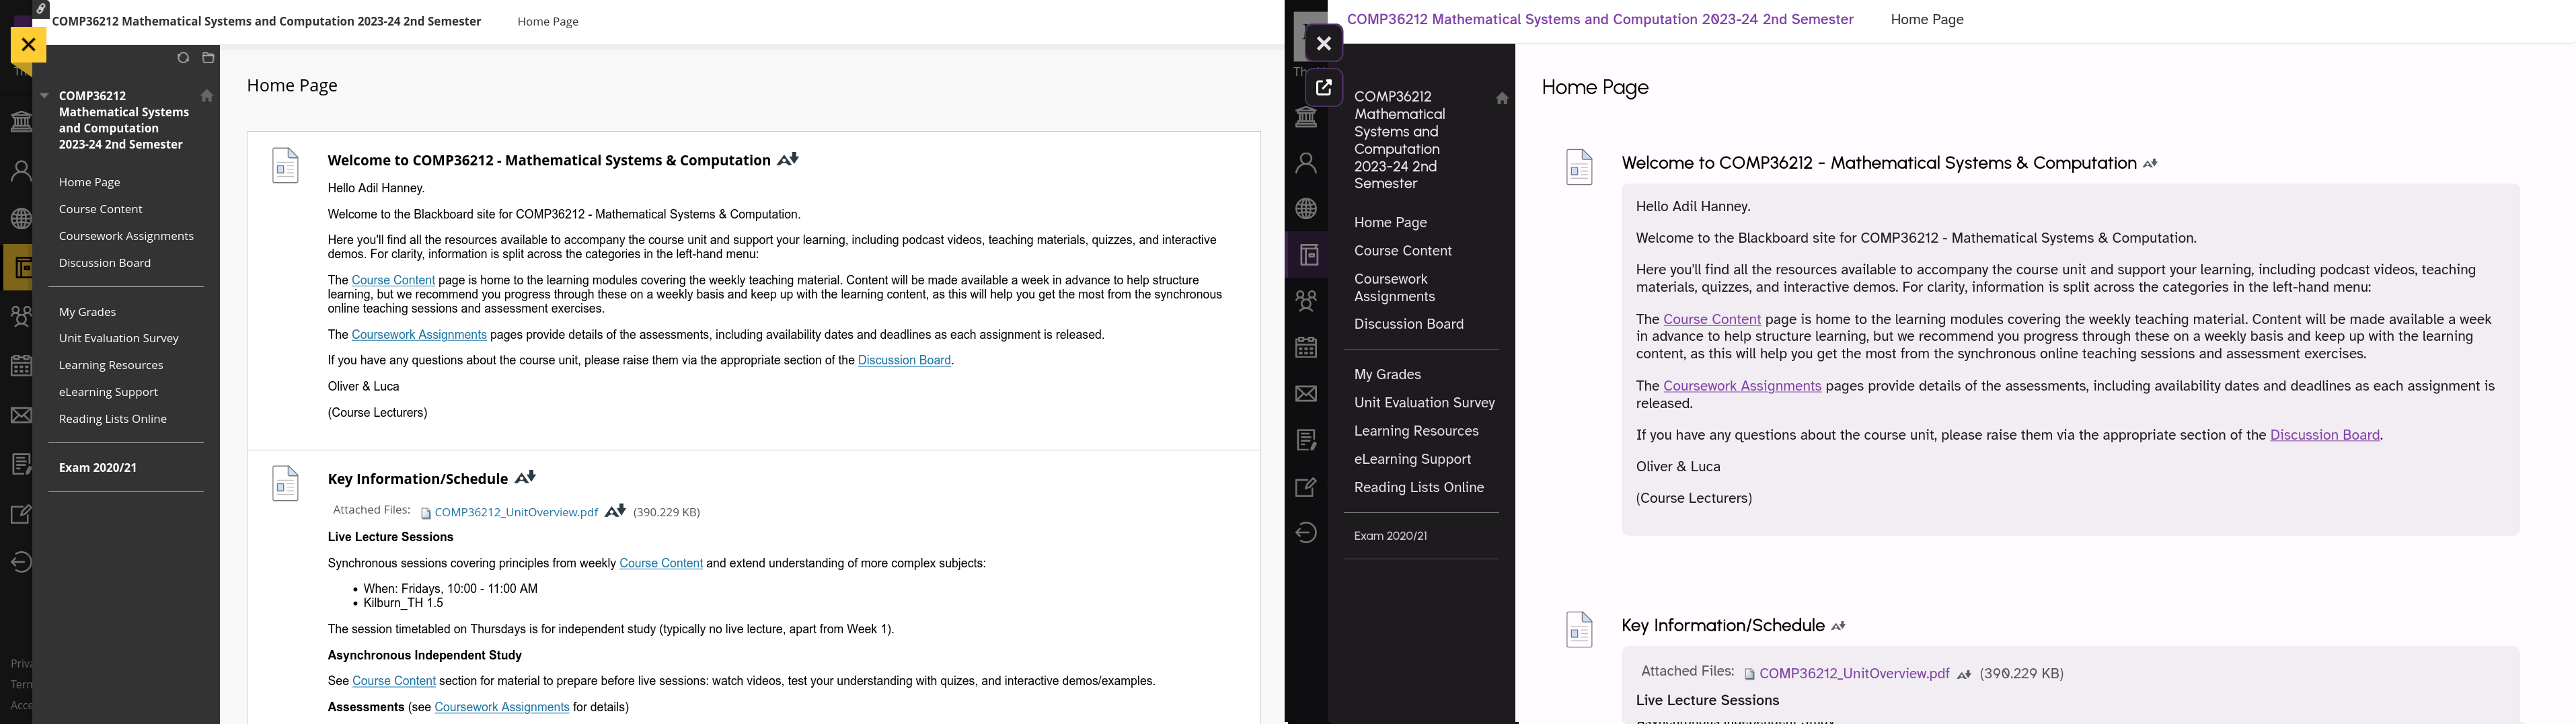 COMP36212 Mathematical Systems and Computation 2023-24 2nd Semester
Home Page
COMP36212
Mathematical Systems
and Computation
2023-24 2nd Semester
Home Page
Course Content
Coursework Assignments
Discussion Board
My Grades
Unit Evaluation Survey
Learning Resources
eLearning Support
Reading Lists Online
Exam 2020/21
Home Page
Welcome to COMP36212 - Mathematical Systems & Computation
Hello Adil Hanney.
Welcome to the Blackboard site for COMP36212 - Mathematical Systems & Computation.
Here you'll find all the resources available to accompany the course unit and support your learning, including podcast videos, teaching materials, quizzes, and interactive
demos. For clarity, information is split across the categories in the left-hand menu:
The Course Content page is home to the learning modules covering the weekly teaching material. Content will be made available a week in advance to help structure
learning, but we recommend you progress through these on a weekly basis and keep up with the learning content, as this will help you get the most from the synchronous
online teaching sessions and assessment exercises.
The Coursework Assignments pages provide details of the assessments, including availability dates and deadlines as each assignment is released.
If you have any questions about the course unit, please raise them via the appropriate section of the Discussion Board.
Oliver & Luca
(Course Lecturers)
Key Information/Schedule
Attached Files: COMP36212_UnitOverview.pdf (390.229 KB)
Live Lecture Sessions
Synchronous sessions covering principles from weekly Course Content and extend understanding of more complex subjects:
• When: Fridays, 10:00 - 11:00 AM
• Kilburn_TH 1.5
The session timetabled on Thursdays is for independent study (typically no live lecture, apart from Week 1).
Asynchronous Independent Study
See Course Content section for material to prepare before live sessions: watch videos, test your understanding with quizes, and interactive demos/examples.
Assessments (see Coursework Assignments for details)
COMP36212 Mathematical Systems and Computation 2023-24 2nd Semester
Home Page
COMP36212
Mathematical
Systems and
Computation
2023-24 2nd
Semester
Home Page
Course Content
Coursework
Assignments
Discussion Board
My Grades
Unit Evaluation Survey
Learning Resources
eLearning Support
Reading Lists Online
Exam 2020/21
Home Page
Welcome to COMP36212 - Mathematical Systems & Computation
Hello Adil Hanney.
Welcome to the Blackboard site for COMP36212 - Mathematical Systems & Computation.
Here you'll find all the resources available to accompany the course unit and support your learning, including podcast videos, teaching
materials, quizzes, and interactive demos. For clarity, information is split across the categories in the left-hand menu:
The Course Content page is home to the learning modules covering the weekly teaching material. Content will be made available a week
in advance to help structure learning, but we recommend you progress through these on a weekly basis and keep up with the learning
content, as this will help you get the most from the synchronous online teaching sessions and assessment exercises.
The Coursework Assignments pages provide details of the assessments, including availability dates and deadlines as each assignment is
released.
If you have any questions about the course unit, please raise them via the appropriate section of the Discussion Board.
Oliver & Luca
(Course Lecturers)
Key Information/Schedule
Attached Files: COMP36212_UnitOverview.pdf (390.229 KB)
Live Lecture Sessions